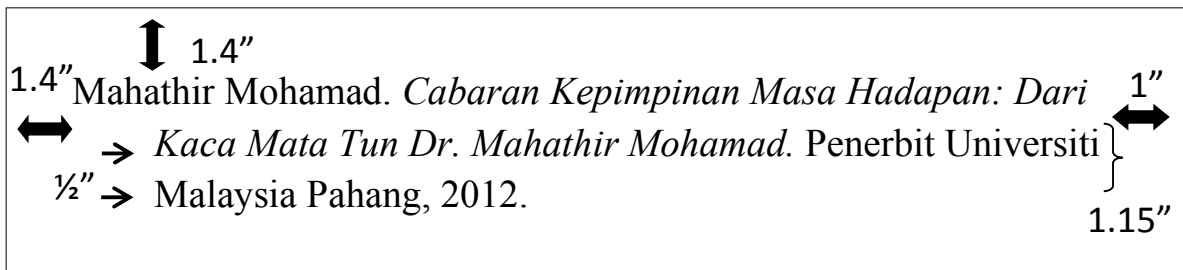 1.4”
1.4” Mahathir Mohamad. Cabaran Kepimpinan Masa Hadapan: Dari 1”
Kaca Mata Tun Dr. Mahathir Mohamad. Penerbit Universiti
½” Malaysia Pahang, 2012.
1.15”